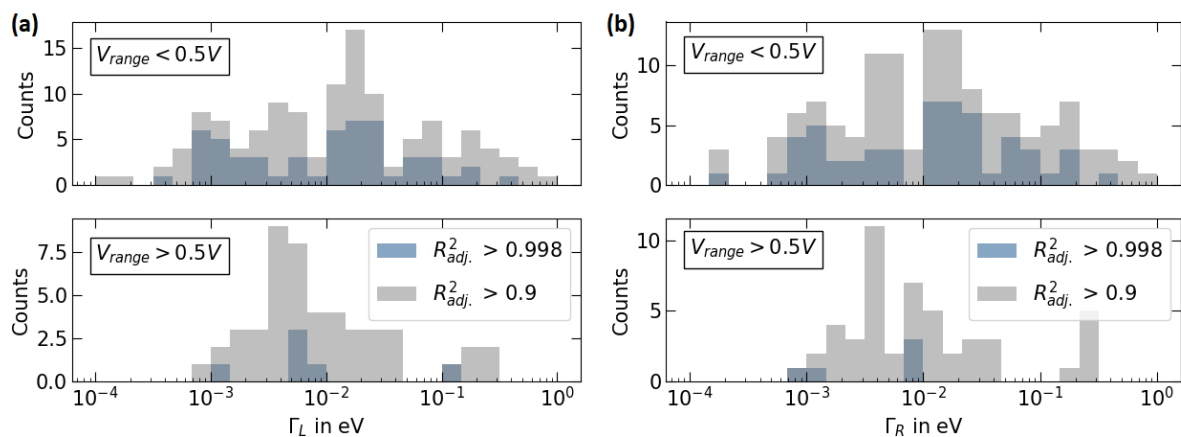 (a)
V_range < 0.5V
Counts
15
10
5
0
V_range > 0.5V
R²_adj. > 0.998
R²_adj. > 0.9
Counts
7.5
5.0
2.5
0.0
10⁻⁴ 10⁻³ 10⁻² 10⁻¹ 10⁰
Γ_L in eV
(b)
V_range < 0.5V
Counts
10
5
0
V_range > 0.5V
R²_adj. > 0.998
R²_adj. > 0.9
Counts
10
5
0
10⁻⁴ 10⁻³ 10⁻² 10⁻¹ 10⁰
Γ_R in eV